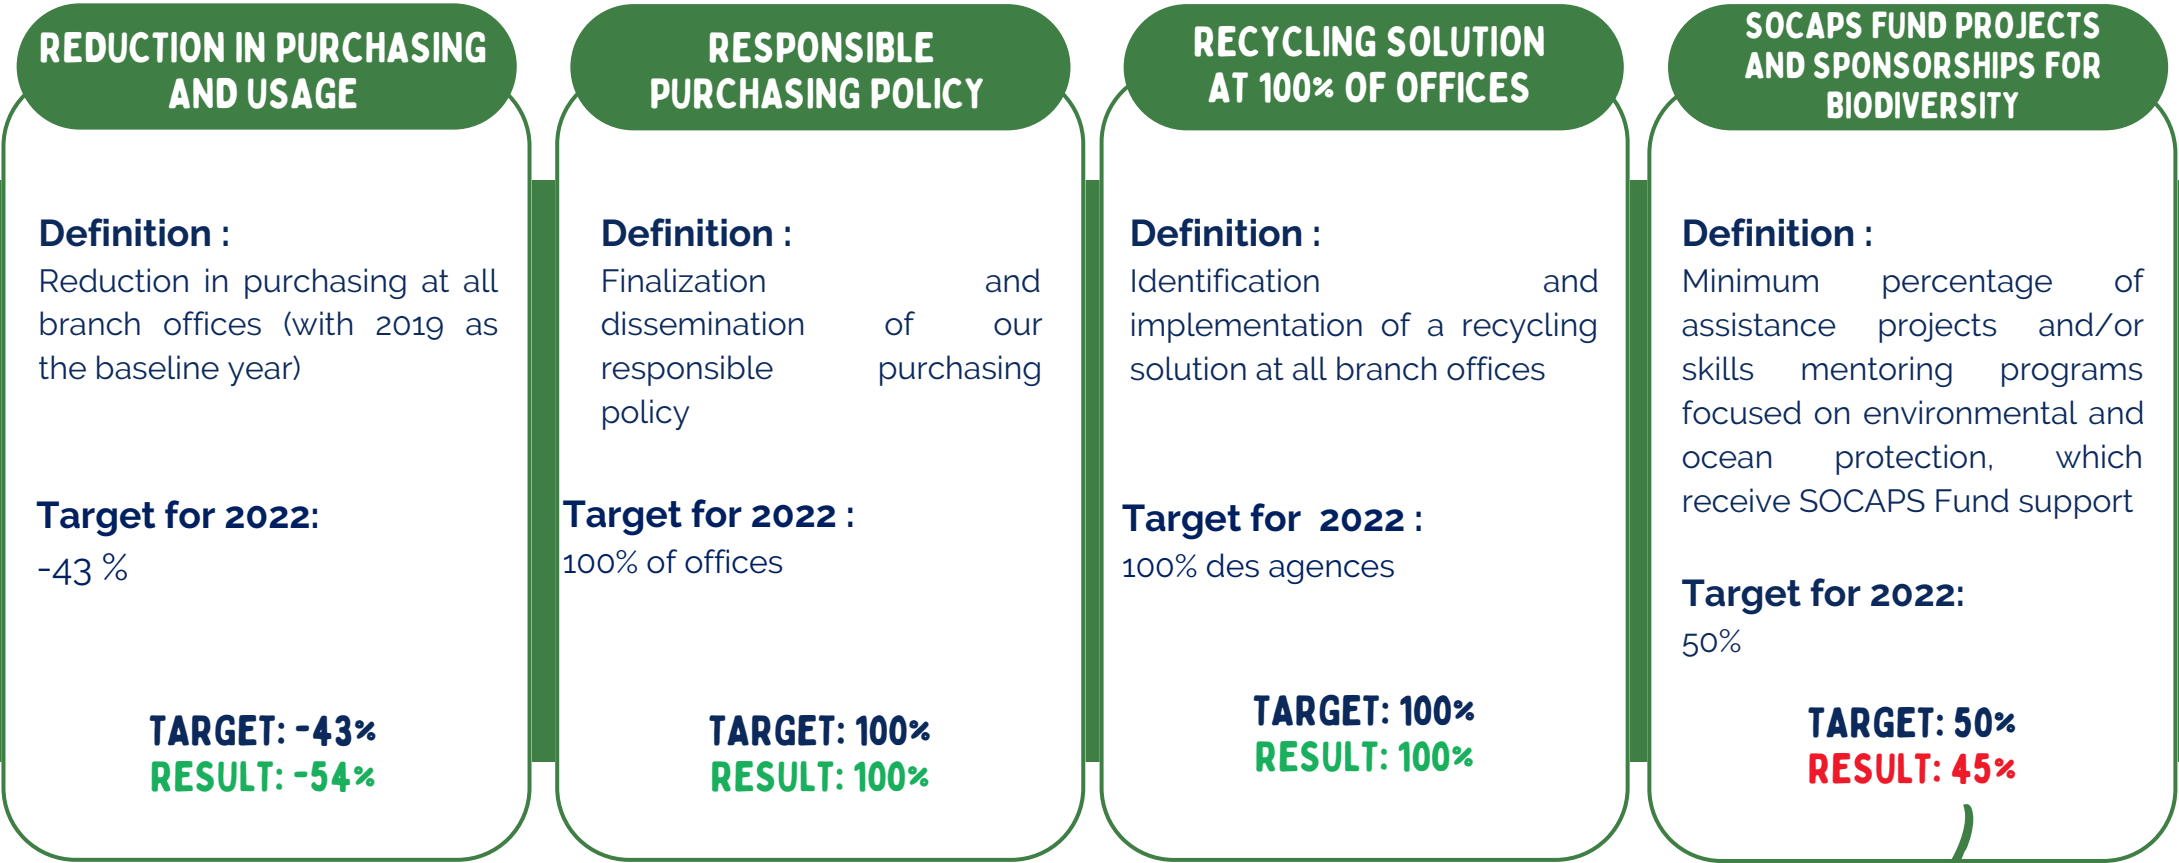 REDUCTION IN PURCHASING
AND USAGE
Definition :
Reduction in purchasing at all
branch offices (with 2019 as
the baseline year)
Target for 2022:
-43 %
TARGET: -43%
RESULT: -54%
RESPONSIBLE
PURCHASING POLICY
Definition :
Finalization and
dissemination of our
responsible purchasing
policy
Target for 2022 :
100% of offices
TARGET: 100%
RESULT: 100%
RECYCLING SOLUTION
AT 100% OF OFFICES
Definition :
Identification and
implementation of a recycling
solution at all branch offices
Target for 2022 :
100% des agences
TARGET: 100%
RESULT: 100%
SOCAPS FUND PROJECTS
AND SPONSORSHIPS FOR
BIODIVERSITY
Definition :
Minimum percentage of
assistance projects and/or
skills mentoring programs
focused on environmental and
ocean protection, which
receive SOCAPS Fund support
Target for 2022:
50%
TARGET: 50%
RESULT: 45%